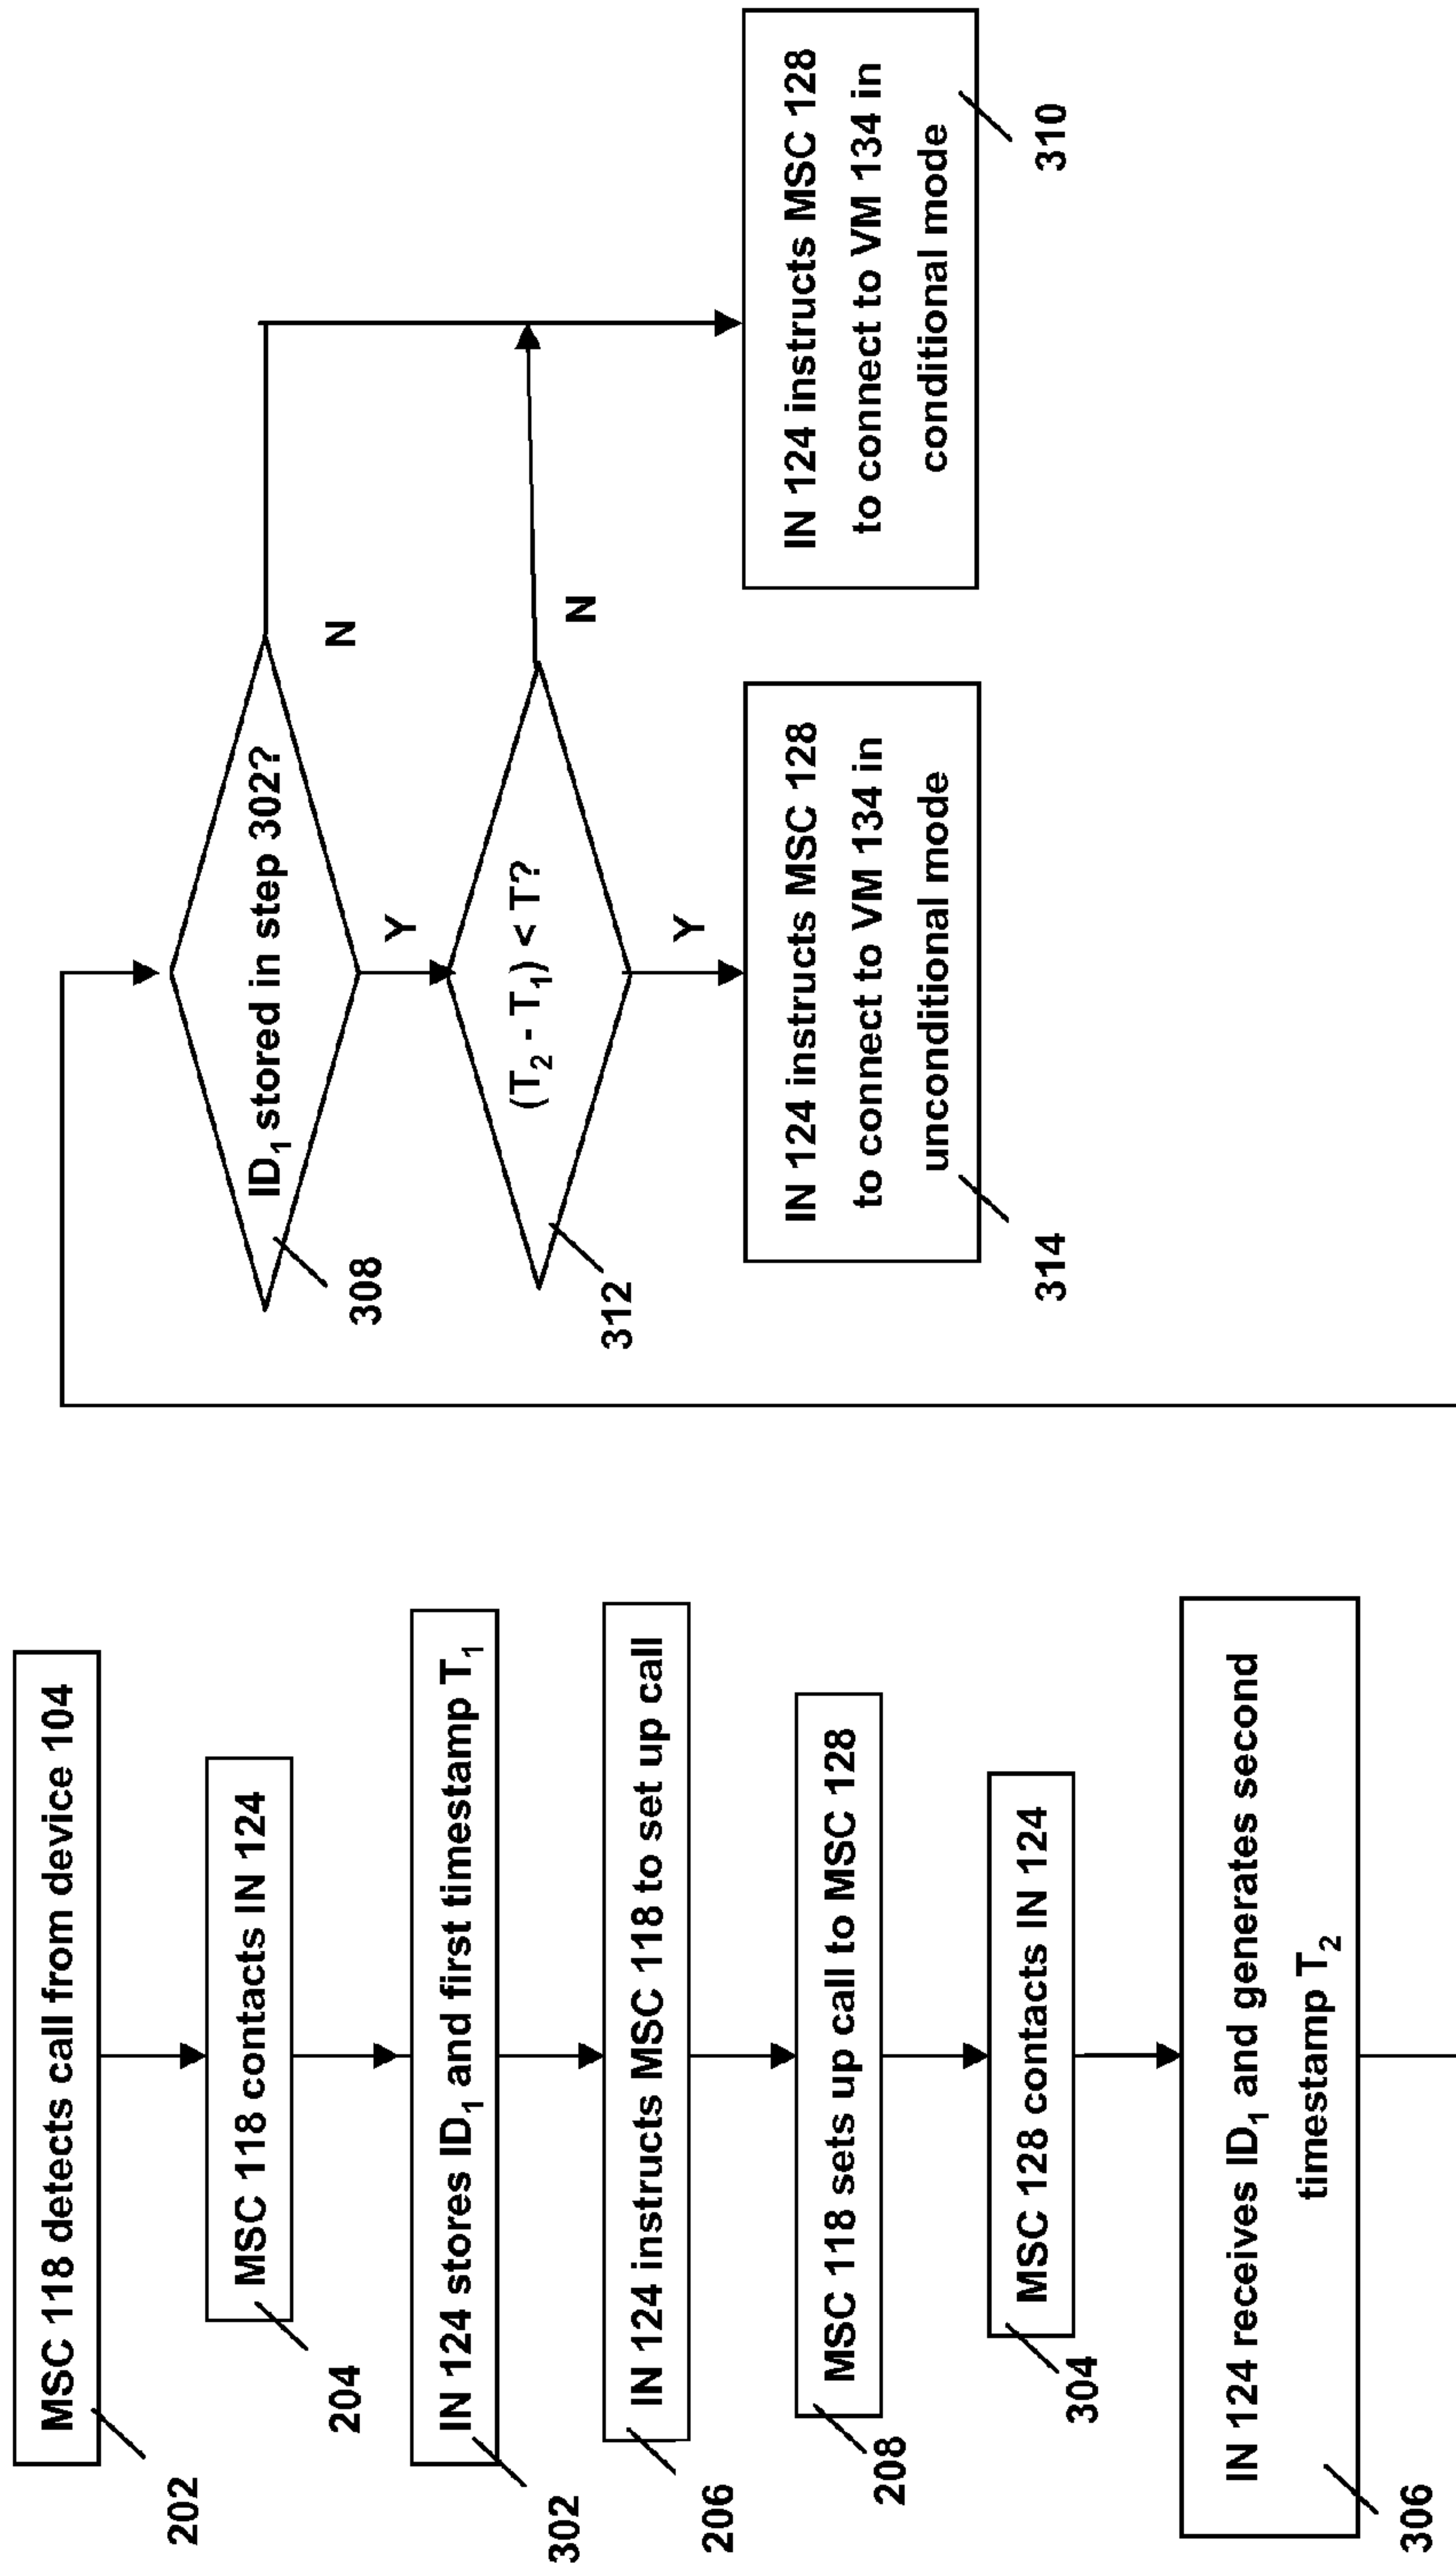 MSC 118 detects call from device 104
202
MSC 118 contacts IN 124
204
IN 124 stores ID₁ and first timestamp T₁
302
IN 124 instructs MSC 118 to set up call
206
MSC 118 sets up call to MSC 128
208
MSC 128 contacts IN 124
304
IN 124 receives ID₁ and generates second
timestamp T₂
306
ID₁ stored in step 302?
308
N
Y
(T₂ - T₁) < T?
312
N
Y
IN 124 instructs MSC 128
to connect to VM 134 in
unconditional mode
314
IN 124 instructs MSC 128
to connect to VM 134 in
conditional mode
310